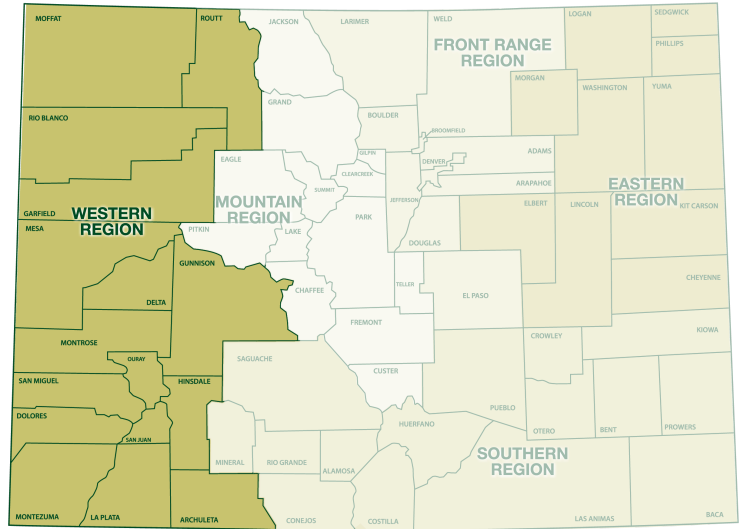 MOFFAT
ROUTT
JACKSON
LARIMER
WELD
LOGAN
SEDGWICK
PHILLIPS
FRONT RANGE
REGION
MORGAN
WASHINGTON
YUMA
RIO BLANCO
GRAND
BOULDER
BROOMFIELD
GILPIN
ADAMS
EAGLE
DENVER
CLEARCREEK
SUMMIT
ARAPAHOE
EASTERN
REGION
JEFFERSON
ELBERT
LINCOLN
KIT CARSON
GARFIELD
WESTERN
REGION
MOUNTAIN
REGION
PARK
MESA
PITKIN
LAKE
DOUGLAS
GUNNISON
CHEYENNE
TELLER
CHAFFEE
EL PASO
DELTA
FREMONT
KIOWA
CROWLEY
MONTROSE
OURAY
SAGUACHE
CUSTER
SAN MIGUEL
HINSDALE
PUEBLO
DOLORES
HUERFANO
OTERO
BENT
PROWERS
SAN JUAN
SOUTHERN
REGION
MINERAL
RIO GRANDE
ALAMOSA
MONTEZUMA
LA PLATA
ARCHULETA
CONEJOS
COSTILLA
LAS ANIMAS
BACA